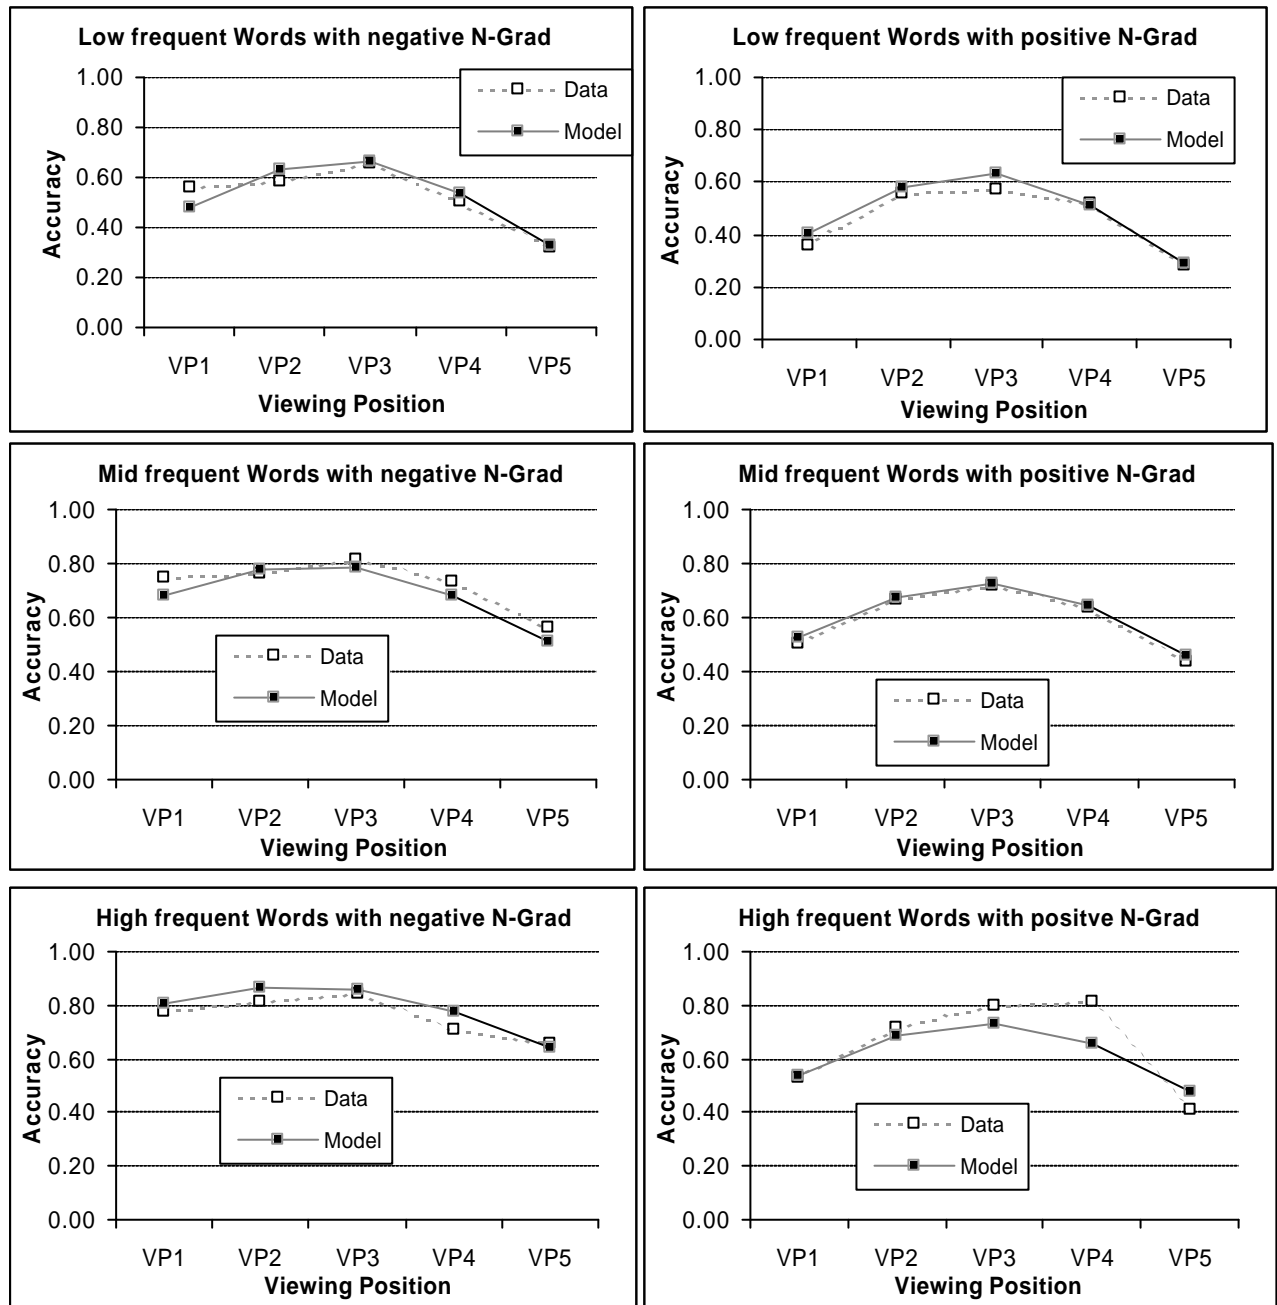 Low frequent Words with negative N-Grad
1.00
0.80
0.60
0.40
0.20
0.00
Accuracy
Data
Model
VP1 VP2 VP3 VP4 VP5
Viewing Position
Low frequent Words with positive N-Grad
1.00
0.80
0.60
0.40
0.20
0.00
Accuracy
Data
Model
VP1 VP2 VP3 VP4 VP5
Viewing Position
Mid frequent Words with negative N-Grad
1.00
0.80
0.60
0.40
0.20
0.00
Accuracy
Data
Model
VP1 VP2 VP3 VP4 VP5
Viewing Position
Mid frequent Words with positive N-Grad
1.00
0.80
0.60
0.40
0.20
0.00
Accuracy
Data
Model
VP1 VP2 VP3 VP4 VP5
Viewing Position
High frequent Words with negative N-Grad
1.00
0.80
0.60
0.40
0.20
0.00
Accuracy
Data
Model
VP1 VP2 VP3 VP4 VP5
Viewing Position
High frequent Words with positve N-Grad
1.00
0.80
0.60
0.40
0.20
0.00
Accuracy
Data
Model
VP1 VP2 VP3 VP4 VP5
Viewing Position